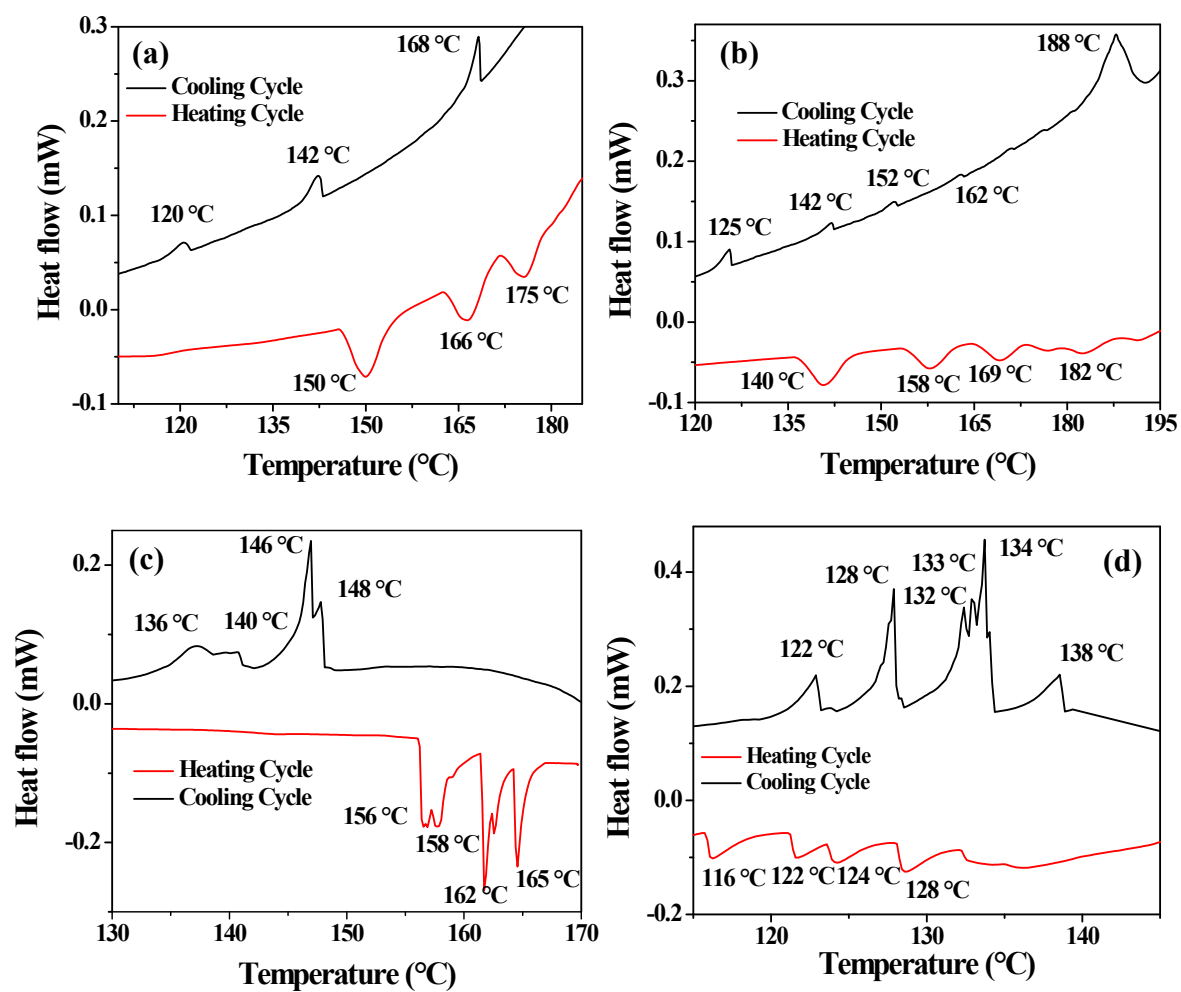 (a)
Cooling Cycle
Heating Cycle
168 °C
142 °C
120 °C
150 °C
166 °C
175 °C
0.3
0.2
0.1
0.0
-0.1
Heat flow (mW)
120 135 150 165 180
Temperature (°C)
(b)
188 °C
Cooling Cycle
Heating Cycle
152 °C
142 °C
162 °C
125 °C
140 °C
158 °C
169 °C
182 °C
0.3
0.2
0.1
0.0
-0.1
Heat flow (mW)
120 135 150 165 180 195
Temperature (°C)
(c)
146 °C
148 °C
136 °C
140 °C
Heating Cycle
Cooling Cycle
156 °C
158 °C
162 °C
165 °C
0.2
0.0
-0.2
Heat flow (mW)
130 140 150 160 170
Temperature (°C)
(d)
133 °C
134 °C
128 °C
132 °C
122 °C
138 °C
Heating Cycle
Cooling Cycle
116 °C
122 °C
124 °C
128 °C
0.4
0.2
0.0
-0.2
Heat flow (mW)
120 130 140
Temperature (°C)